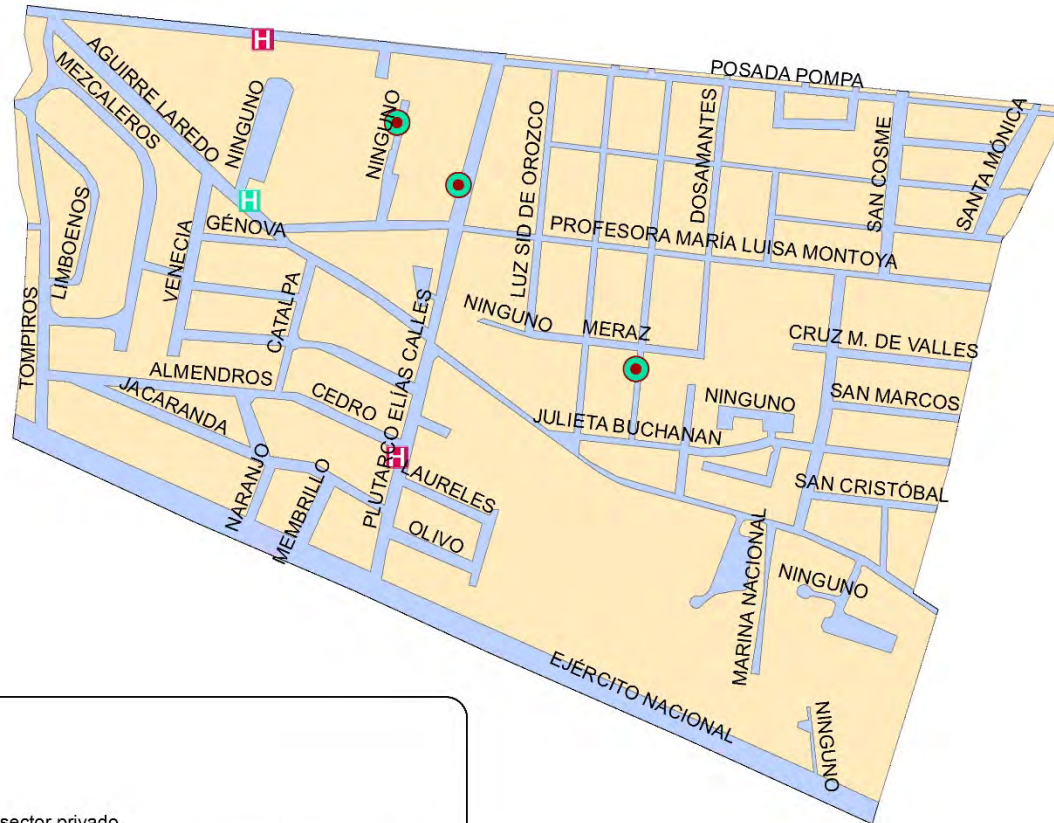 H
AGUIRRE LAREDO
MEZCALEROS
POSADA POMPA
NINGUNO
NINGUNO
LUZ SID DE OROZCO
DOSAMANTES
SAN COSME
SANTA MÓNICA
H
LIMBOENOS
GÉNOVA
PROFESORA MARÍA LUISA MONTOYA
VENECIA
TOMPIROS
CATALPA
PLUTARCO ELÍAS CALLES
NINGUNO
MERAZ
CRUZ M. DE VALLES
ALMENDROS
JACARANDA
CEDRO
NINGUNO
SAN MARCOS
JULIETA BUCHANAN
H
LAURELES
NARANJO
MEMBRILLO
SAN CRISTÓBAL
OLIVO
MARINA NACIONAL
NINGUNO
EJÉRCITO NACIONAL
NINGUNO
sector privado